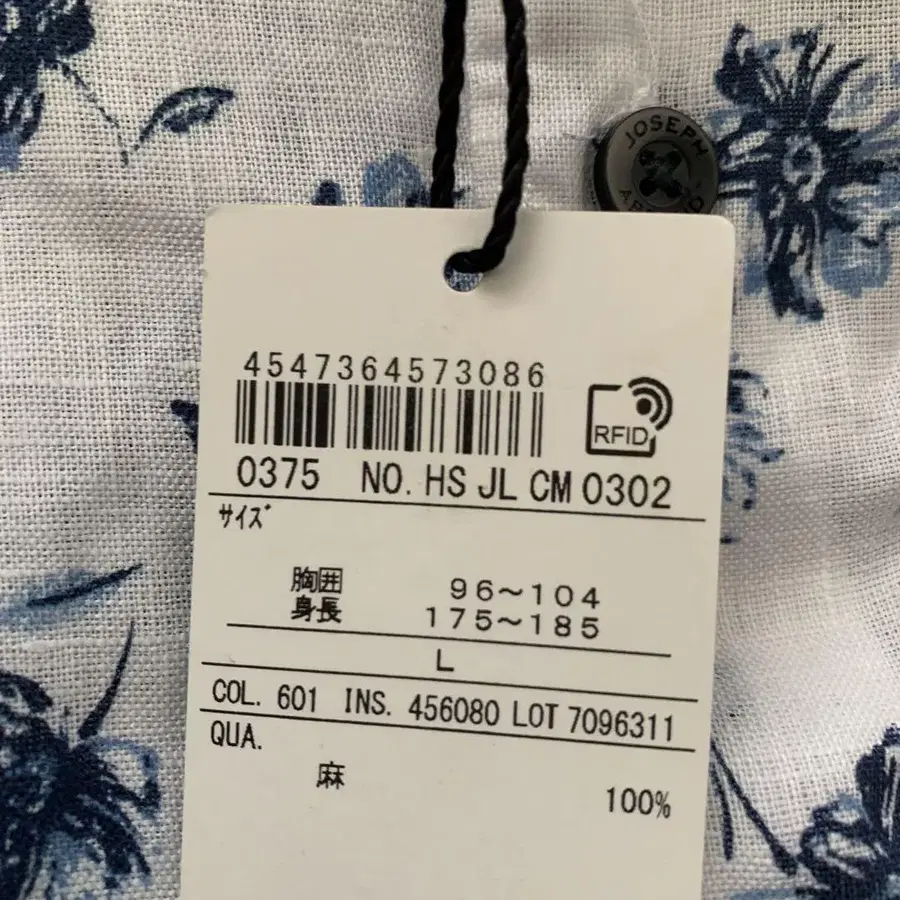 JOSEPH
4547364573086
RFID
0375 NO. HS JL CM 0302
ｻｲｽﾞ
胸囲 96～104
身長 175～185
L
COL. 601 INS. 456080 LOT 7096311
QUA.
麻 100%